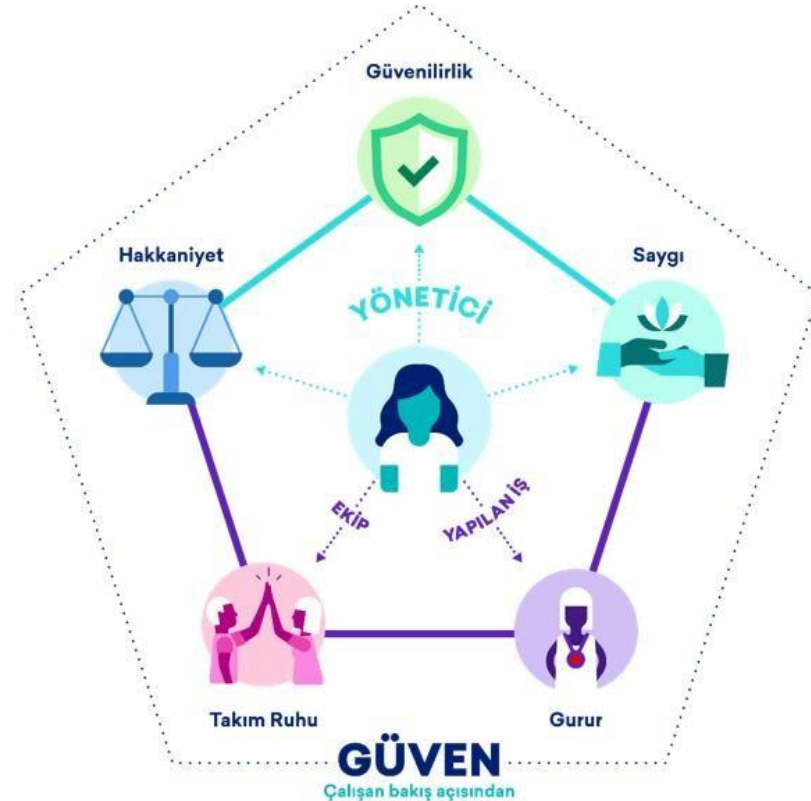 Güvenilirlik
Hakkaniyet
Saygı
YÖNETİCİ
EKİP
YAPILAN İŞ
Takım Ruhu
Gurur
GÜVEN
Çalışan bakış açısından